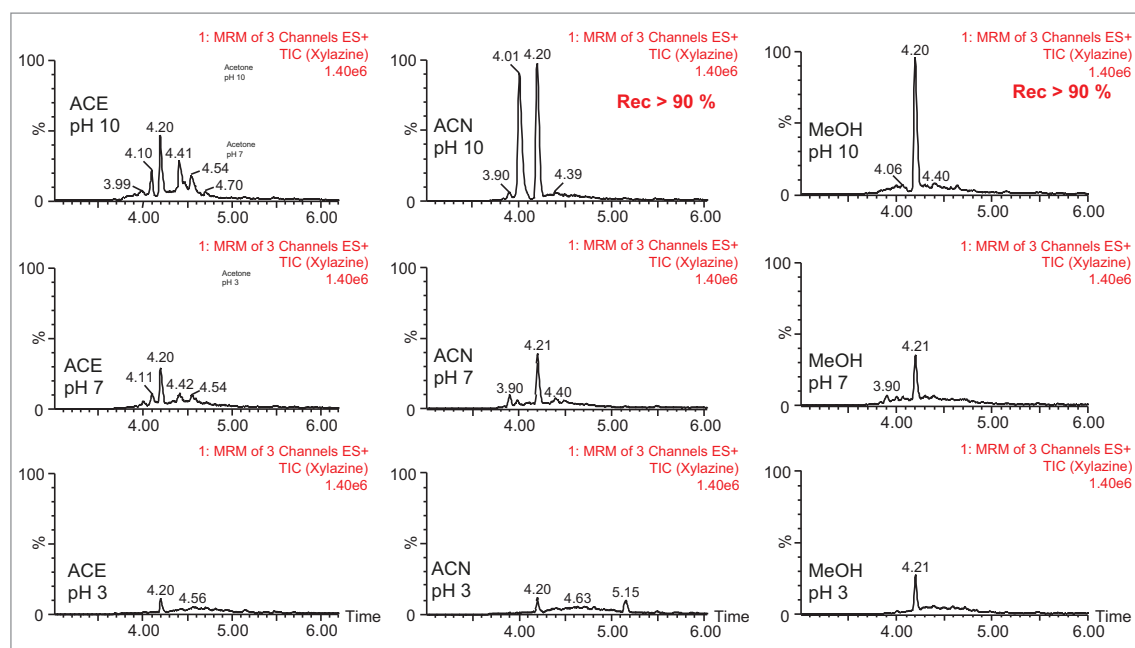 1: MRM of 3 Channels ES+
TIC (Xylazine)
1.40e6
100
%
0
ACE
pH 10
Acetone
pH 10
Acetone
pH 7
3.99
4.10
4.20
4.41
4.54
4.70
4.00
5.00
6.00
1: MRM of 3 Channels ES+
TIC (Xylazine)
1.40e6
Rec > 90 %
100
%
0
ACN
pH 10
3.90
4.01
4.20
4.39
4.00
5.00
6.00
1: MRM of 3 Channels ES+
TIC (Xylazine)
1.40e6
Rec > 90 %
100
%
0
MeOH
pH 10
4.06
4.20
4.40
4.00
5.00
6.00
1: MRM of 3 Channels ES+
TIC (Xylazine)
1.40e6
100
%
0
Acetone
pH 3
ACE
pH 7
4.11
4.20
4.42
4.54
4.00
5.00
6.00
1: MRM of 3 Channels ES+
TIC (Xylazine)
1.40e6
100
%
0
ACN
pH 7
3.90
4.21
4.40
4.00
5.00
6.00
1: MRM of 3 Channels ES+
TIC (Xylazine)
1.40e6
100
%
0
MeOH
pH 7
3.90
4.21
4.00
5.00
6.00
1: MRM of 3 Channels ES+
TIC (Xylazine)
1.40e6
100
%
0
ACE
pH 3
4.20
4.56
Time
4.00
5.00
6.00
1: MRM of 3 Channels ES+
TIC (Xylazine)
1.40e6
100
%
0
ACN
pH 3
4.20
4.63
5.15
Time
4.00
5.00
6.00
1: MRM of 3 Channels ES+
TIC (Xylazine)
1.40e6
100
%
0
MeOH
pH 3
4.21
Time
4.00
5.00
6.00